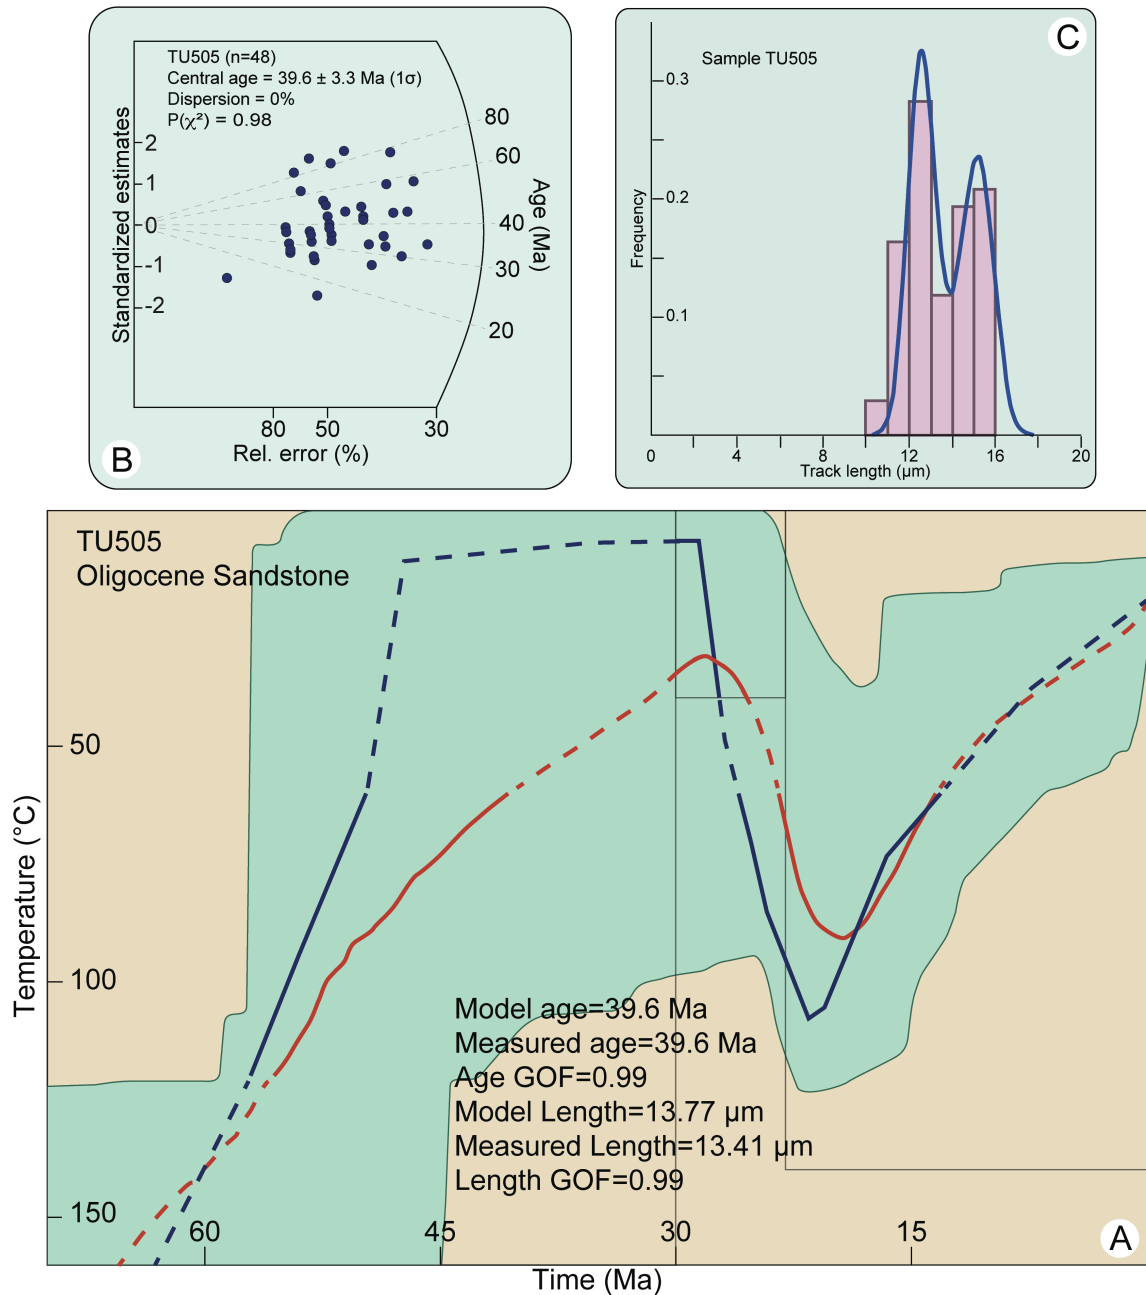 TU505 (n=48)
Central age = 39.6 ± 3.3 Ma (1σ)
Dispersion = 0%
P(χ²) = 0.98
Standardized estimates
2
1
0
-1
-2
80
60
40
30
20
Age (Ma)
80 50 30
Rel. error (%)
B
C
Sample TU505
Frequency
0.3
0.2
0.1
0 4 8 12 16 20
Track length (µm)
TU505
Oligocene Sandstone
Temperature (°C)
50
100
150
Model age=39.6 Ma
Measured age=39.6 Ma
Age GOF=0.99
Model Length=13.77 µm
Measured Length=13.41 µm
Length GOF=0.99
60 45 30 15
Time (Ma)
A